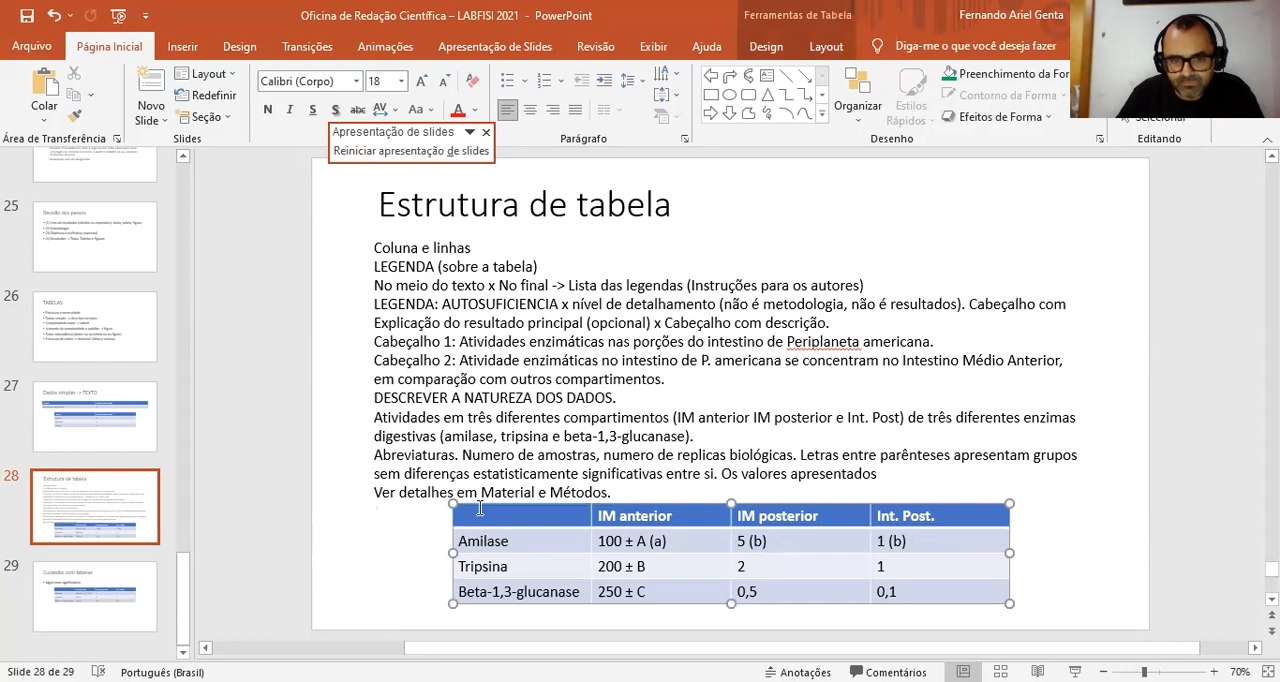 Oficina de Redação Científica – LABFISI 2021 - PowerPoint
Ferramentas de Tabela
Fernando Ariel Genta
Arquivo
Página Inicial
Inserir
Design
Transições
Animações
Apresentação de Slides
Revisão
Exibir
Ajuda
Design
Layout
Diga-me o que você deseja fazer
Colar
Novo
Slide
Layout
Redefinir
Seção
Calibri (Corpo)
18
N I S S abc AV Aa A
Organizar
Estilos
Rápidos
Preenchimento da For
Contorno da Forma
Efeitos de Forma
Selecionar
Área de Transferência
Slides
Parágrafo
Desenho
Editando
Apresentação de slides
Reiniciar apresentação de slides
25
Revisão dos passos
26
TABELAS
27
Dados simples -> TEXTO
28
Estrutura de tabela
29
Cuidados com tabelas
Estrutura de tabela
Coluna e linhas
LEGENDA (sobre a tabela)
No meio do texto x No final -> Lista das legendas (Instruções para os autores)
LEGENDA: AUTOSUFICIENCIA x nível de detalhamento (não é metodologia, não é resultados). Cabeçalho com
Explicação do resultado principal (opcional) x Cabeçalho com descrição.
Cabeçalho 1: Atividades enzimáticas nas porções do intestino de Periplaneta americana.
Cabeçalho 2: Atividade enzimáticas no intestino de P. americana se concentram no Intestino Médio Anterior,
em comparação com outros compartimentos.
DESCREVER A NATUREZA DOS DADOS.
Atividades em três diferentes compartimentos (IM anterior IM posterior e Int. Post) de três diferentes enzimas
digestivas (amilase, tripsina e beta-1,3-glucanase).
Abreviaturas. Numero de amostras, numero de replicas biológicas. Letras entre parênteses apresentam grupos
sem diferenças estatisticamente significativas entre si. Os valores apresentados
Ver detalhes em Material e Métodos.
IM anterior IM posterior Int. Post.
Amilase 100 ± A (a) 5 (b) 1 (b)
Tripsina 200 ± B 2 1
Beta-1,3-glucanase 250 ± C 0,5 0,1
Slide 28 de 29
Português (Brasil)
Anotações
Comentários
70%